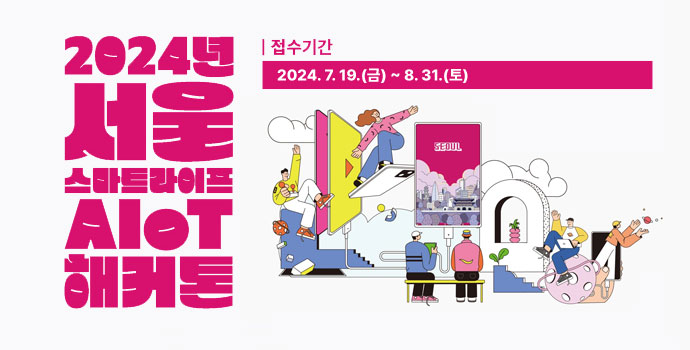 2024년
서울
스마트라이프
AIoT
해커톤
| 접수기간
2024. 7. 19.(금) ~ 8. 31.(토)
SEOUL